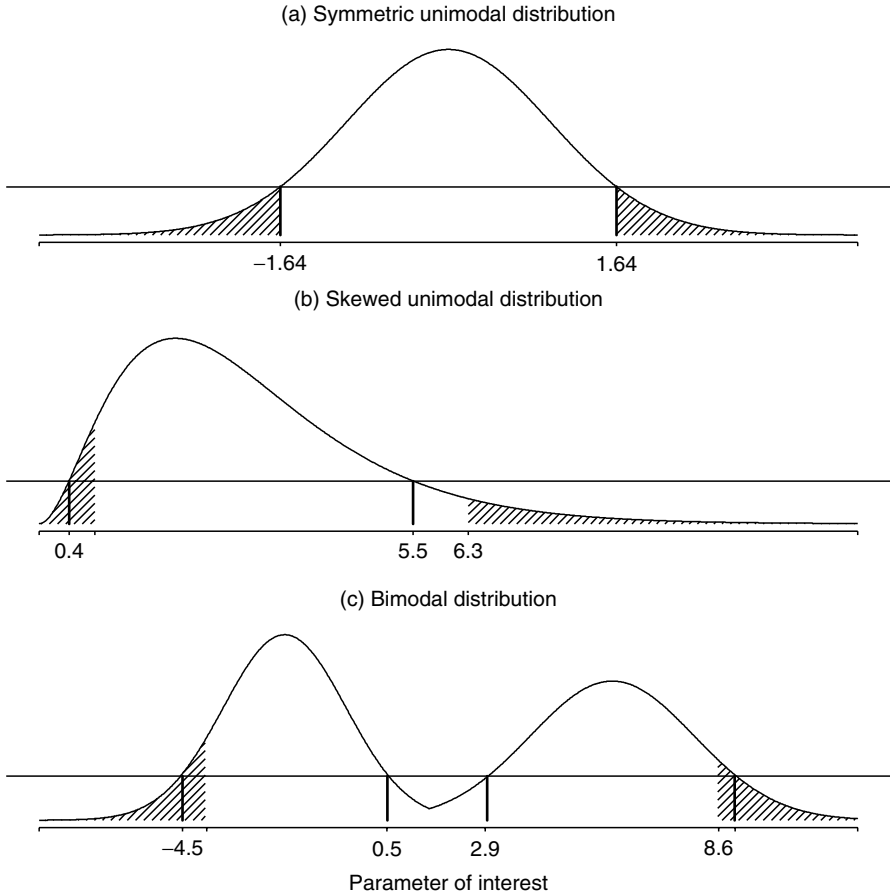 (a) Symmetric unimodal distribution
−1.64 1.64
(b) Skewed unimodal distribution
0.4 5.5 6.3
(c) Bimodal distribution
−4.5 0.5 2.9 8.6
Parameter of interest